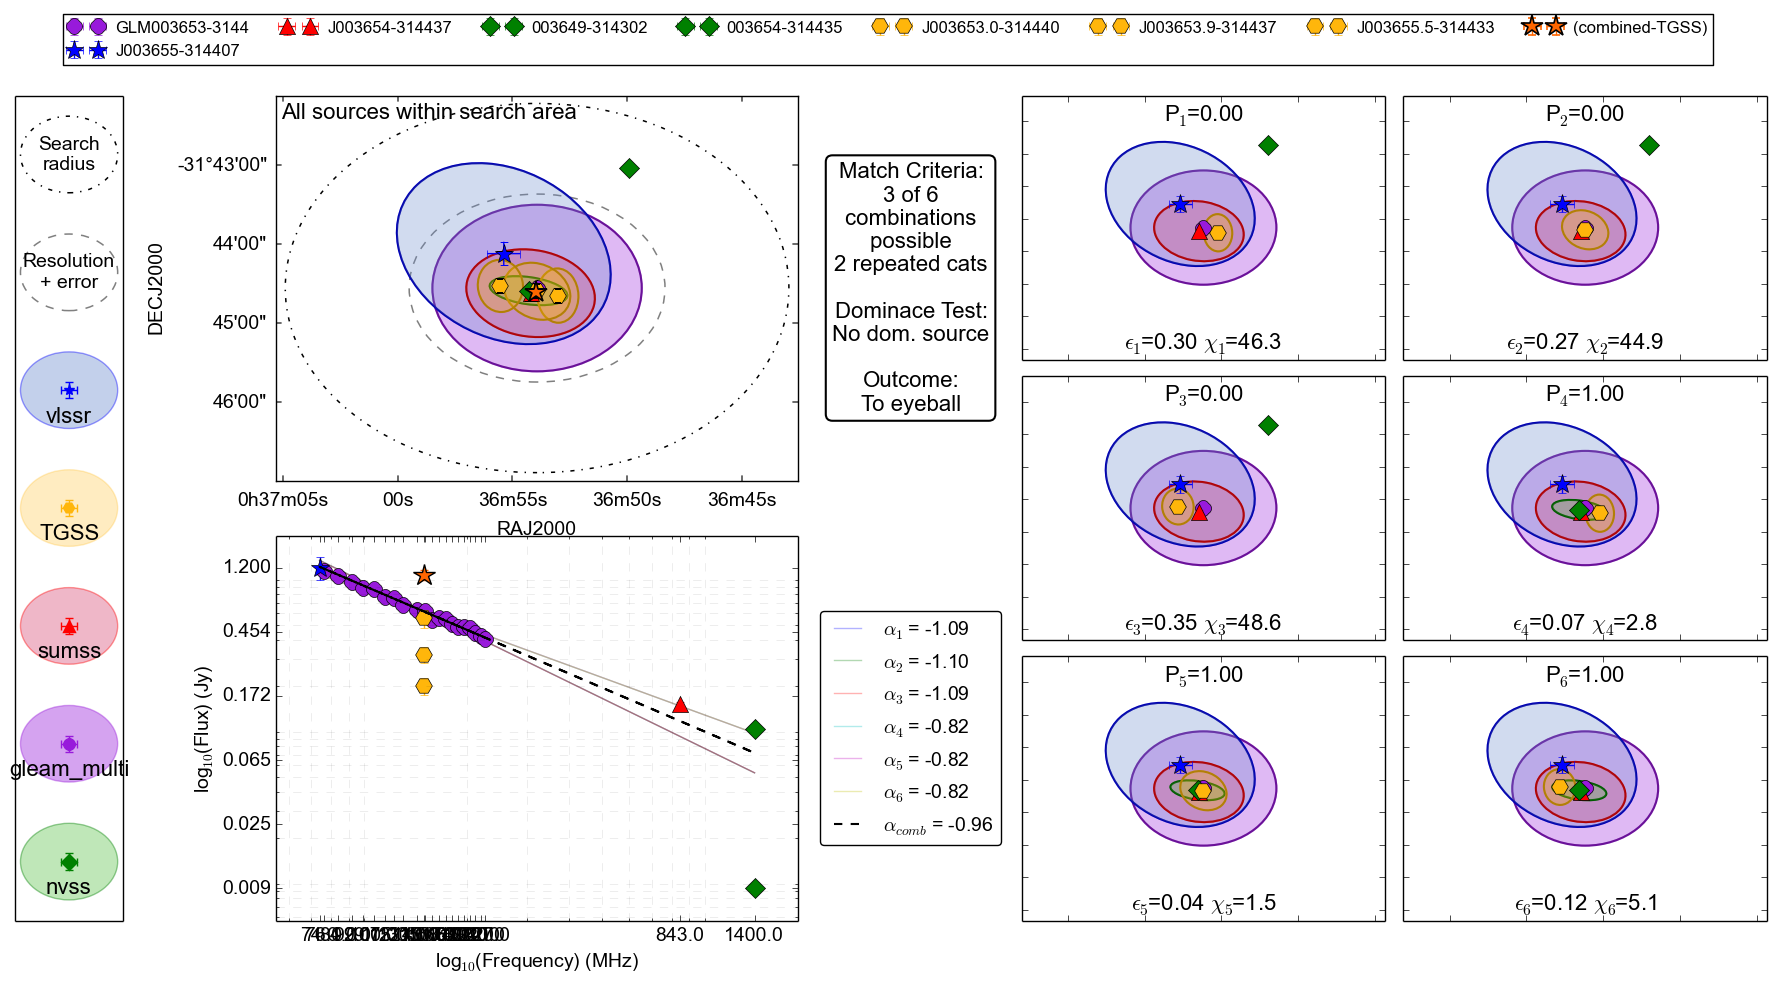 GLM003653-3144
J003654-314437
003649-314302
003654-314435
J003653.0-314440
J003653.9-314437
J003655.5-314433
(combined-TGSS)
J003655-314407
Search
radius
Resolution
+ error
vlssr
TGSS
sumss
gleam_multi
nvss
All sources within search area
DECJ2000
-31°43'00"
44'00"
45'00"
46'00"
0h37m05s
00s
36m55s
36m50s
36m45s
RAJ2000
Match Criteria:
3 of 6
combinations
possible
2 repeated cats
Dominace Test:
No dom. source
Outcome:
To eyeball
log10(Flux) (Jy)
1.200
0.454
0.172
0.065
0.025
0.009
843.0
1400.0
log10(Frequency) (MHz)
α1 = -1.09
α2 = -1.10
α3 = -1.09
α4 = -0.82
α5 = -0.82
α6 = -0.82
αcomb = -0.96
P1=0.00
ϵ1=0.30 χ1=46.3
P2=0.00
ϵ2=0.27 χ2=44.9
P3=0.00
ϵ3=0.35 χ3=48.6
P4=1.00
ϵ4=0.07 χ4=2.8
P5=1.00
ϵ5=0.04 χ5=1.5
P6=1.00
ϵ6=0.12 χ6=5.1